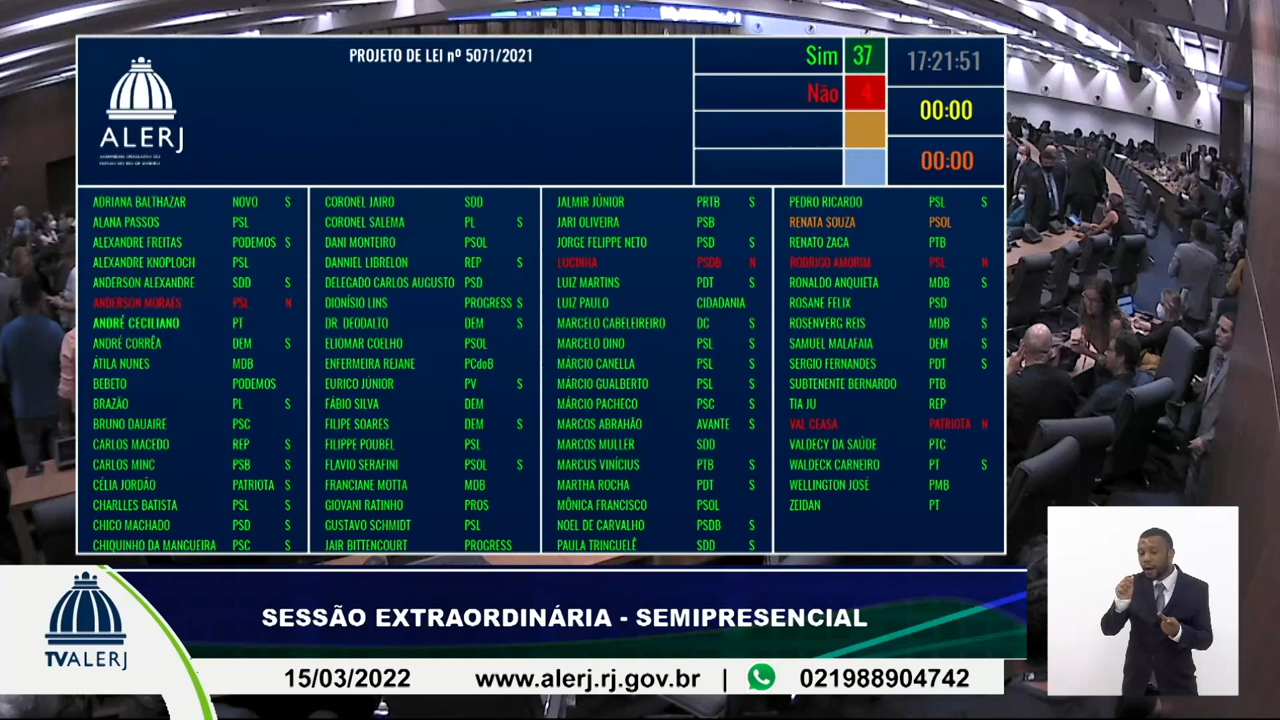 PROJETO DE LEI nº 5071/2021
Sim 37
Não 4
17:21:51
00:00
00:00
ALERJ
ADRIANA BALTHAZAR NOVO S
ALANA PASSOS PSL
ALEXANDRE FREITAS PODEMOS S
ALEXANDRE KNOPLOCH PSL
ANDERSON ALEXANDRE SDD S
ANDERSON MORAES PSL N
ANDRÉ CECILIANO PT
ANDRÉ CORRÊA DEM S
ÁTILA NUNES MDB
BEBETO PODEMOS
BRAZÃO PL S
BRUNO DAUAIRE PSC
CARLOS MACEDO REP S
CARLOS MINC PSB S
CÉLIA JORDÃO PATRIOTA S
CHARLLES BATISTA PSL S
CHICO MACHADO PSD S
CHIQUINHO DA MANGUEIRA PSC S
CORONEL JAIRO SDD
CORONEL SALEMA PL S
DANI MONTEIRO PSOL
DANNIEL LIBRELON REP S
DELEGADO CARLOS AUGUSTO PSD
DIONÍSIO LINS PROGRESS S
DR. DEODALTO DEM S
ELIOMAR COELHO PSOL
ENFERMEIRA REJANE PCdoB
EURICO JÚNIOR PV S
FÁBIO SILVA DEM
FILIPE SOARES DEM S
FILIPPE POUBEL PSL
FLAVIO SERAFINI PSOL S
FRANCIANE MOTTA MDB
GIOVANI RATINHO PROS
GUSTAVO SCHMIDT PSL
JAIR BITTENCOURT PROGRESS
JALMIR JÚNIOR PRTB S
JARI OLIVEIRA PSB
JORGE FELIPPE NETO PSD S
LUCINHA PSDB N
LUIZ MARTINS PDT S
LUIZ PAULO CIDADANIA
MARCELO CABELEIREIRO DC S
MARCELO DINO PSL S
MÁRCIO CANELLA PSL S
MÁRCIO GUALBERTO PSL S
MÁRCIO PACHECO PSC S
MARCOS ABRAHÃO AVANTE S
MARCOS MULLER SDD
MARCUS VINÍCIUS PTB S
MARTHA ROCHA PDT S
MÔNICA FRANCISCO PSOL
NOEL DE CARVALHO PSDB S
PAULA TRINGUELÊ SDD S
PEDRO RICARDO PSL S
RENATA SOUZA PSOL
RENATO ZACA PTB
RODRIGO AMORIM PSL N
RONALDO ANQUIETA MDB S
ROSANE FELIX PSD
ROSENVERG REIS MDB S
SAMUEL MALAFAIA DEM S
SERGIO FERNANDES PDT S
SUBTENENTE BERNARDO PTB
TIA JU REP
VAL CEASA PATRIOTA N
VALDECY DA SAÚDE PTC
WALDECK CARNEIRO PT S
WELLINGTON JOSÉ PMB
ZEIDAN PT
SESSÃO EXTRAORDINÁRIA - SEMIPRESENCIAL
TVALERJ
15/03/2022 www.alerj.rj.gov.br | 021988904742